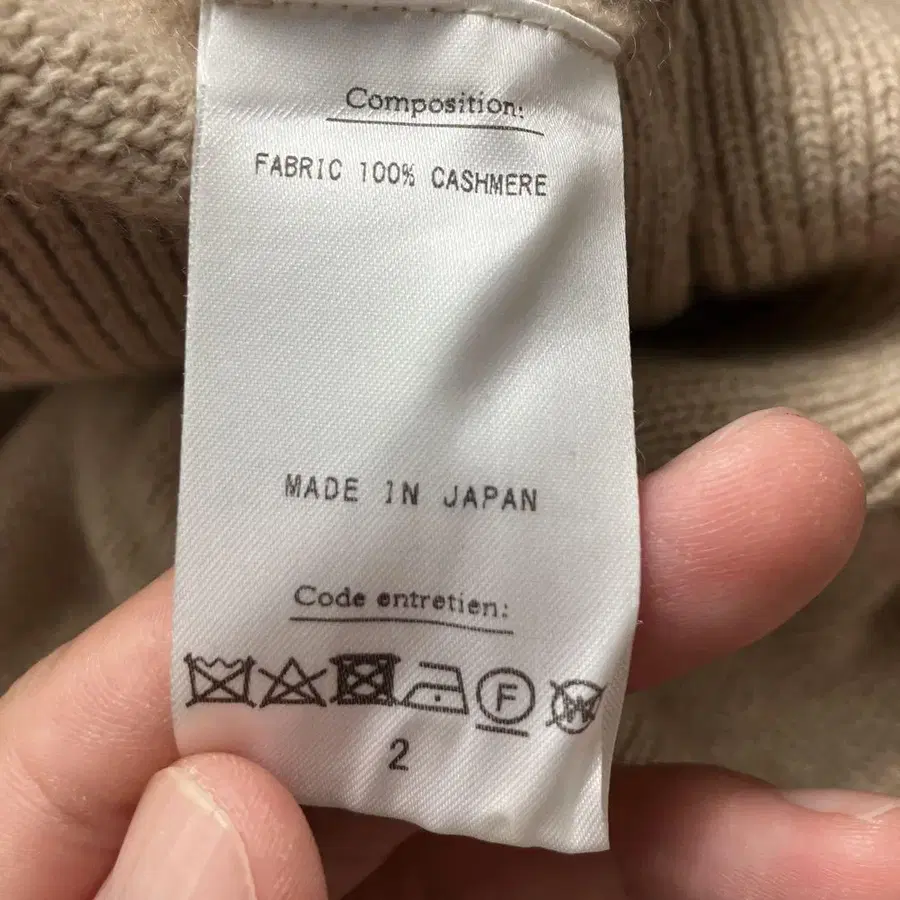 Composition:
FABRIC 100% CASHMERE
MADE IN JAPAN
Code entretien:
F W
2